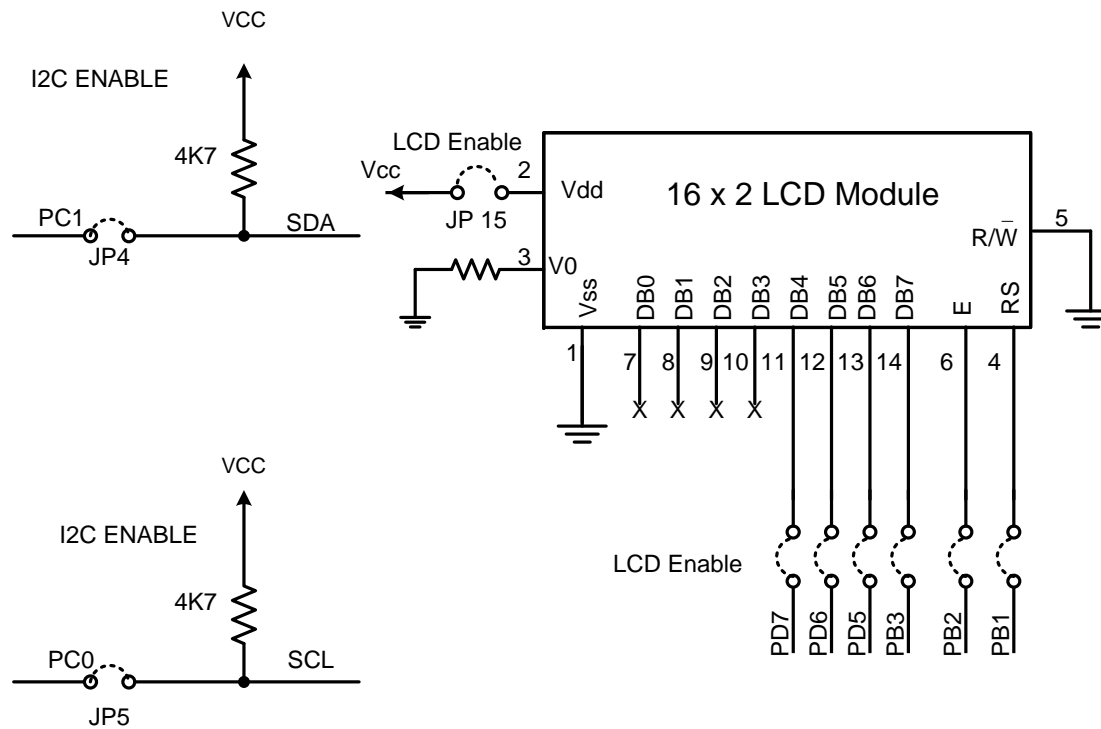 VCC
I2C ENABLE
4K7
PC1
SDA
JP4
LCD Enable
Vcc
2
JP 15
3
Vdd
16 x 2 LCD Module
R/W̅
5
V0
Vss
DB0
DB1
DB2
DB3
DB4
DB5
DB6
DB7
E
RS
1
7
8
9
10
11
12
13
14
6
4
X
X
X
X
VCC
I2C ENABLE
4K7
PC0
SCL
JP5
LCD Enable
PD7
PD6
PD5
PB3
PB2
PB1